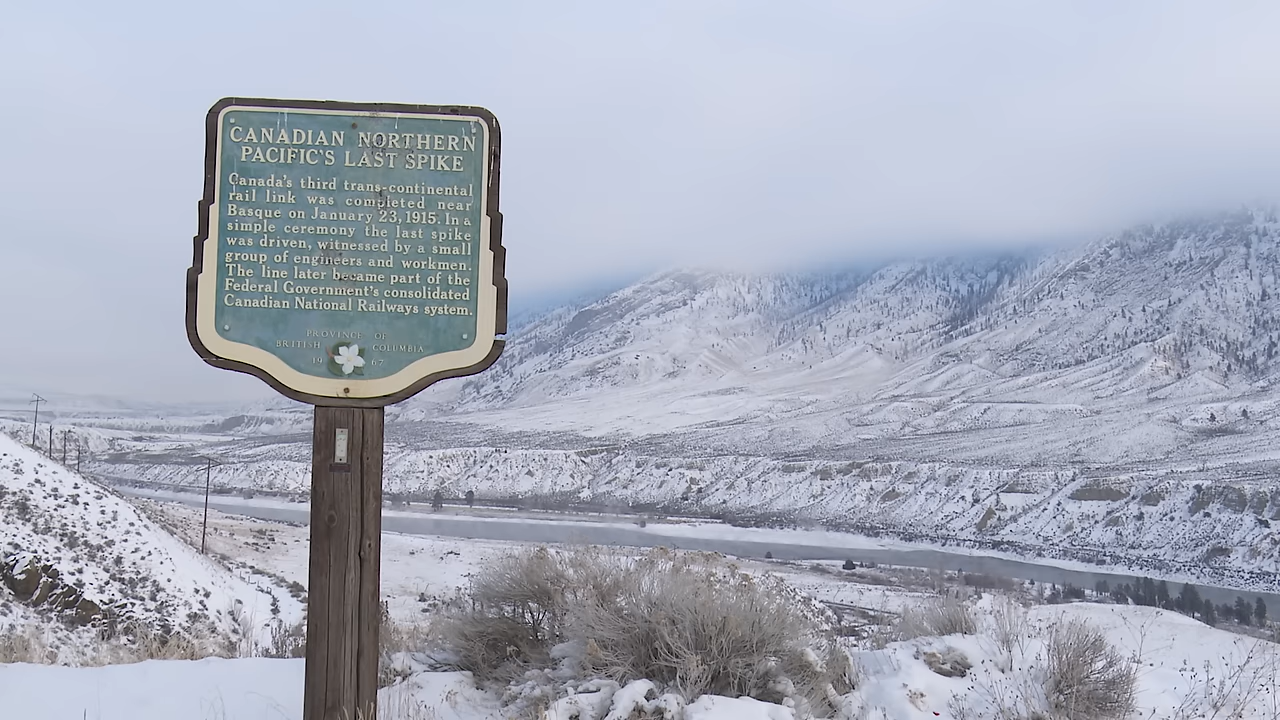 CANADIAN NORTHERN
PACIFIC'S LAST SPIKE
Canada's third trans-continental
rail link was completed near
Basque on January 23, 1915. In a
simple ceremony the last spike
was driven, witnessed by a small
group of engineers and workmen.
The line later became part of the
Federal Government's consolidated
Canadian National Railways system.
PROVINCE OF
BRITISH COLUMBIA
1967